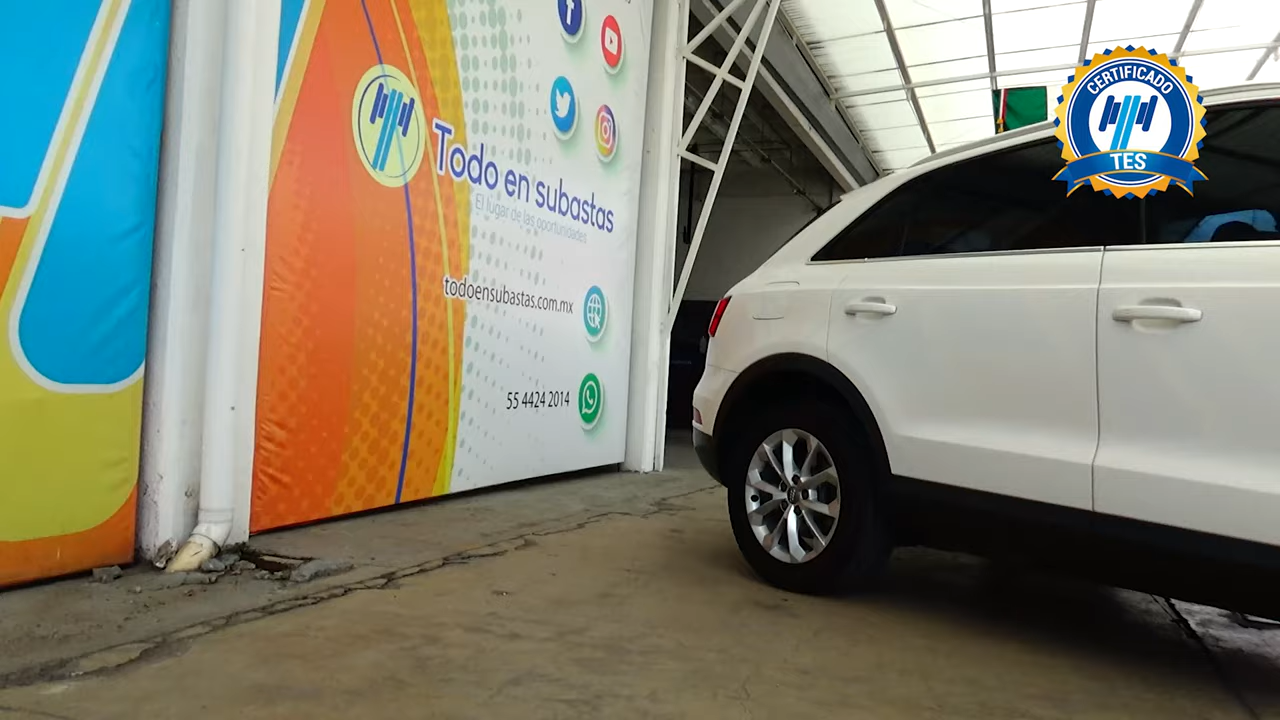 Todo en subastas
El lugar de las oportunidades
todoensubastas.com.mx
55 4424 2014
CERTIFICADO
TES